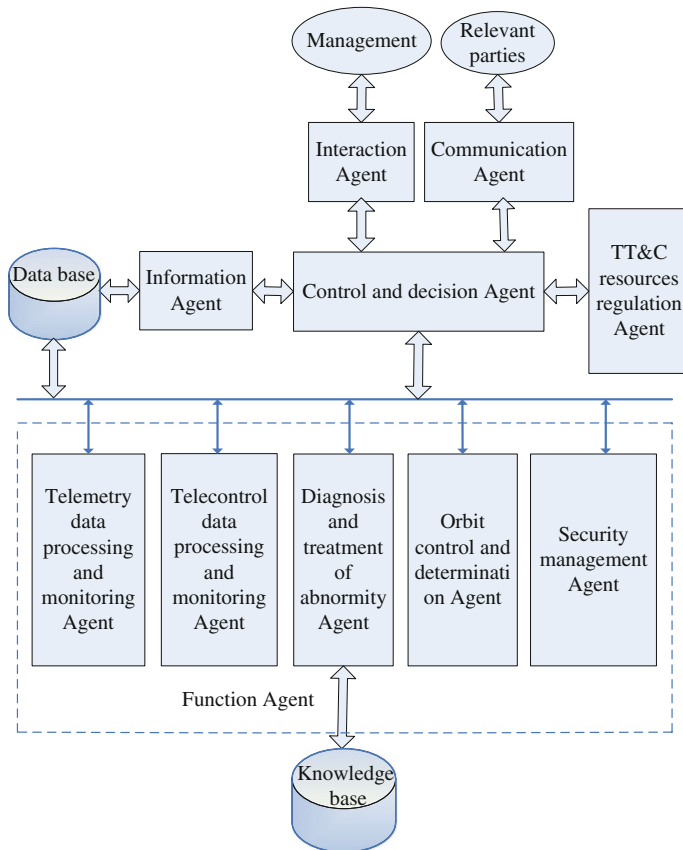 Management
Relevant
parties
Interaction
Agent
Communication
Agent
TT&C
resources
regulation
Agent
Data base
Information
Agent
Control and decision Agent
Telemetry
data
processing
and
monitoring
Agent
Telecontrol
data
processing
and
monitoring
Agent
Diagnosis
and
treatment
of
abnormity
Agent
Orbit
control and
determinati
on Agent
Security
management
Agent
Function Agent
Knowledge
base